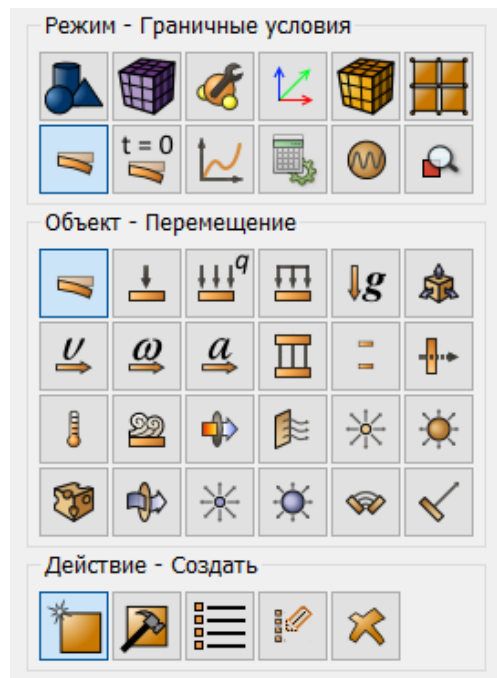 Режим - Граничные условия
t = 0
Объект - Перемещение
q
g
υ
ω
a
Действие - Создать